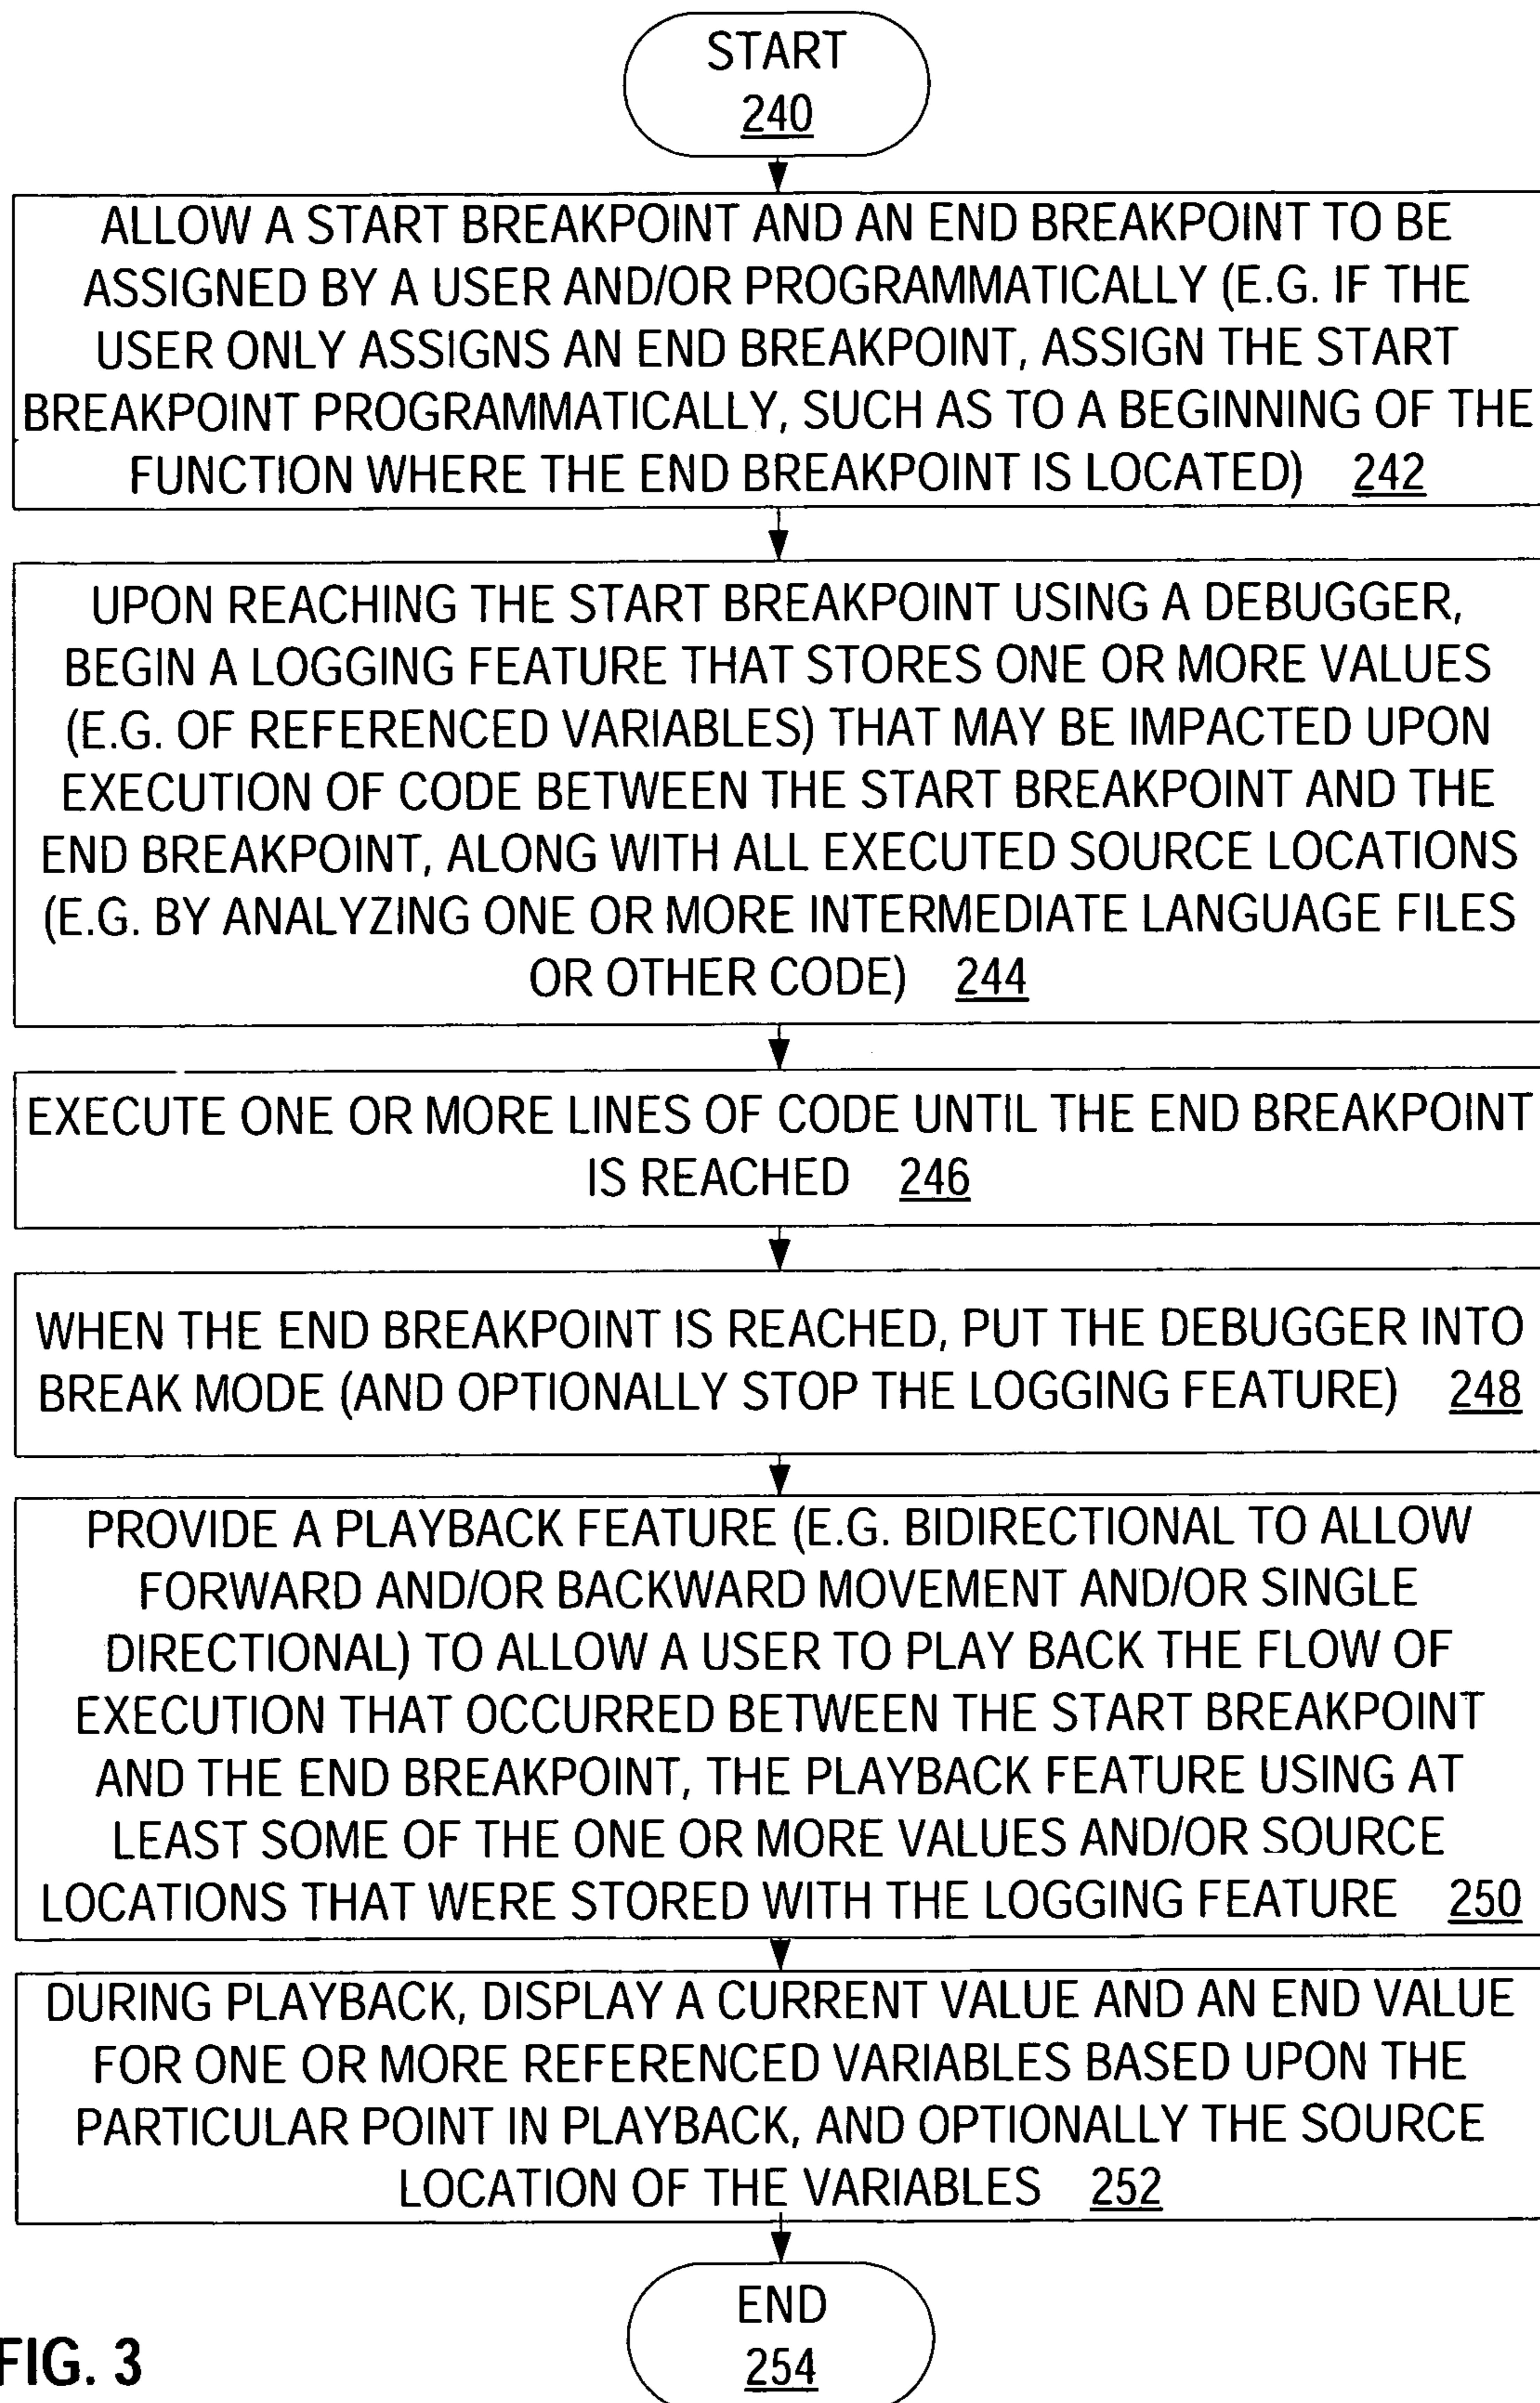 START
240
ALLOW A START BREAKPOINT AND AN END BREAKPOINT TO BE
ASSIGNED BY A USER AND/OR PROGRAMMATICALLY (E.G. IF THE
USER ONLY ASSIGNS AN END BREAKPOINT, ASSIGN THE START
BREAKPOINT PROGRAMMATICALLY, SUCH AS TO A BEGINNING OF THE
FUNCTION WHERE THE END BREAKPOINT IS LOCATED) 242
UPON REACHING THE START BREAKPOINT USING A DEBUGGER,
BEGIN A LOGGING FEATURE THAT STORES ONE OR MORE VALUES
(E.G. OF REFERENCED VARIABLES) THAT MAY BE IMPACTED UPON
EXECUTION OF CODE BETWEEN THE START BREAKPOINT AND THE
END BREAKPOINT, ALONG WITH ALL EXECUTED SOURCE LOCATIONS
(E.G. BY ANALYZING ONE OR MORE INTERMEDIATE LANGUAGE FILES
OR OTHER CODE) 244
EXECUTE ONE OR MORE LINES OF CODE UNTIL THE END BREAKPOINT
IS REACHED 246
WHEN THE END BREAKPOINT IS REACHED, PUT THE DEBUGGER INTO
BREAK MODE (AND OPTIONALLY STOP THE LOGGING FEATURE) 248
PROVIDE A PLAYBACK FEATURE (E.G. BIDIRECTIONAL TO ALLOW
FORWARD AND/OR BACKWARD MOVEMENT AND/OR SINGLE
DIRECTIONAL) TO ALLOW A USER TO PLAY BACK THE FLOW OF
EXECUTION THAT OCCURRED BETWEEN THE START BREAKPOINT
AND THE END BREAKPOINT, THE PLAYBACK FEATURE USING AT
LEAST SOME OF THE ONE OR MORE VALUES AND/OR SOURCE
LOCATIONS THAT WERE STORED WITH THE LOGGING FEATURE 250
DURING PLAYBACK, DISPLAY A CURRENT VALUE AND AN END VALUE
FOR ONE OR MORE REFERENCED VARIABLES BASED UPON THE
PARTICULAR POINT IN PLAYBACK, AND OPTIONALLY THE SOURCE
LOCATION OF THE VARIABLES 252
END
254
FIG. 3